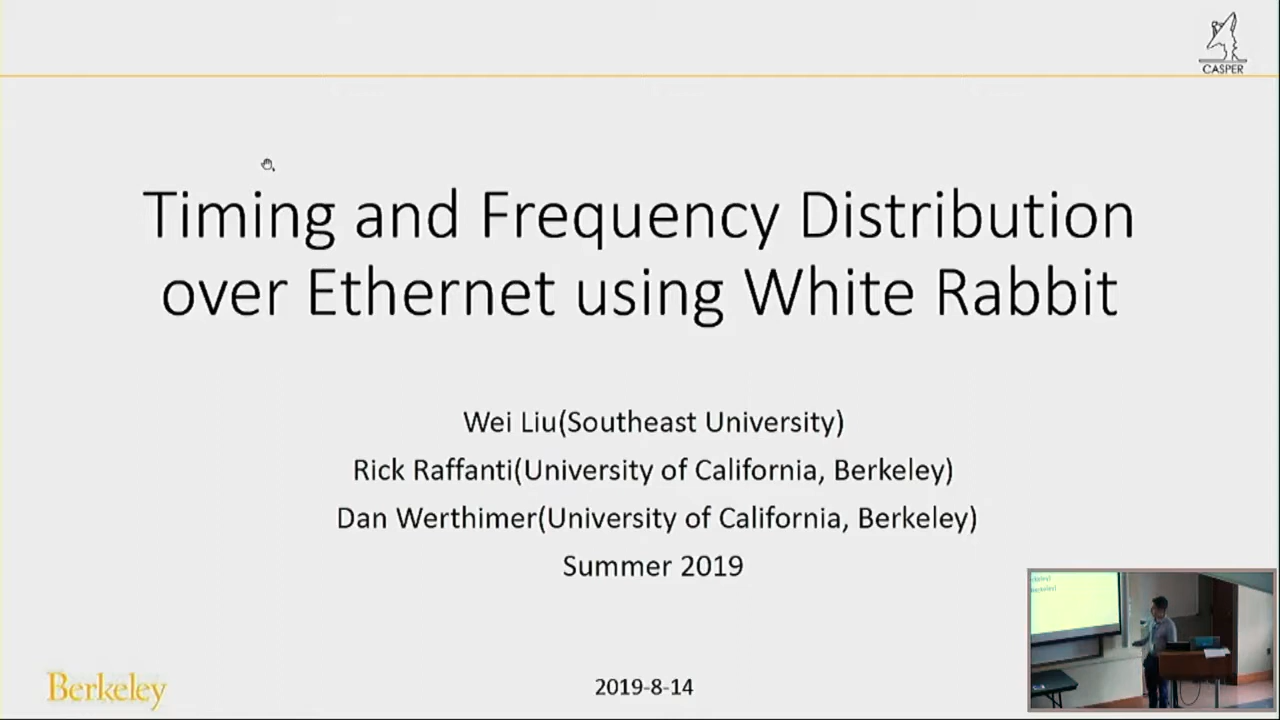 CASPER
Timing and Frequency Distribution
over Ethernet using White Rabbit
Wei Liu(Southeast University)
Rick Raffanti(University of California, Berkeley)
Dan Werthimer(University of California, Berkeley)
Summer 2019
Berkeley
2019-8-14